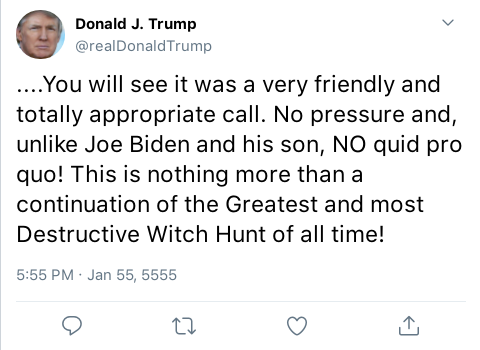 Donald J. Trump
@realDonaldTrump
....You will see it was a very friendly and
totally appropriate call. No pressure and,
unlike Joe Biden and his son, NO quid pro
quo! This is nothing more than a
continuation of the Greatest and most
Destructive Witch Hunt of all time!
5:55 PM · Jan 55, 5555